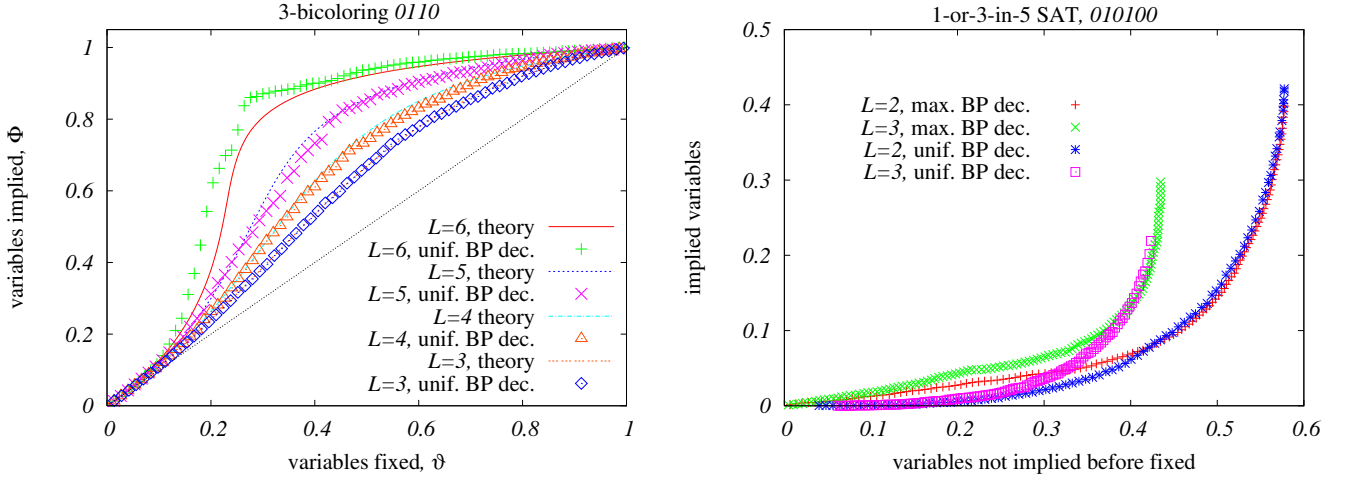 3-bicoloring 0110
variables implied, Φ
1
0.8
0.6
0.4
0.2
0
L=6, theory
L=6, unif. BP dec.
L=5, theory
L=5, unif. BP dec.
L=4 theory
L=4, unif. BP dec.
L=3, theory
L=3, unif. BP dec.
0 0.2 0.4 0.6 0.8 1
variables fixed, ϑ
1-or-3-in-5 SAT, 010100
implied variables
0.5
0.4
0.3
0.2
0.1
0
L=2, max. BP dec.
L=3, max. BP dec.
L=2, unif. BP dec.
L=3, unif. BP dec.
0 0.1 0.2 0.3 0.4 0.5 0.6
variables not implied before fixed